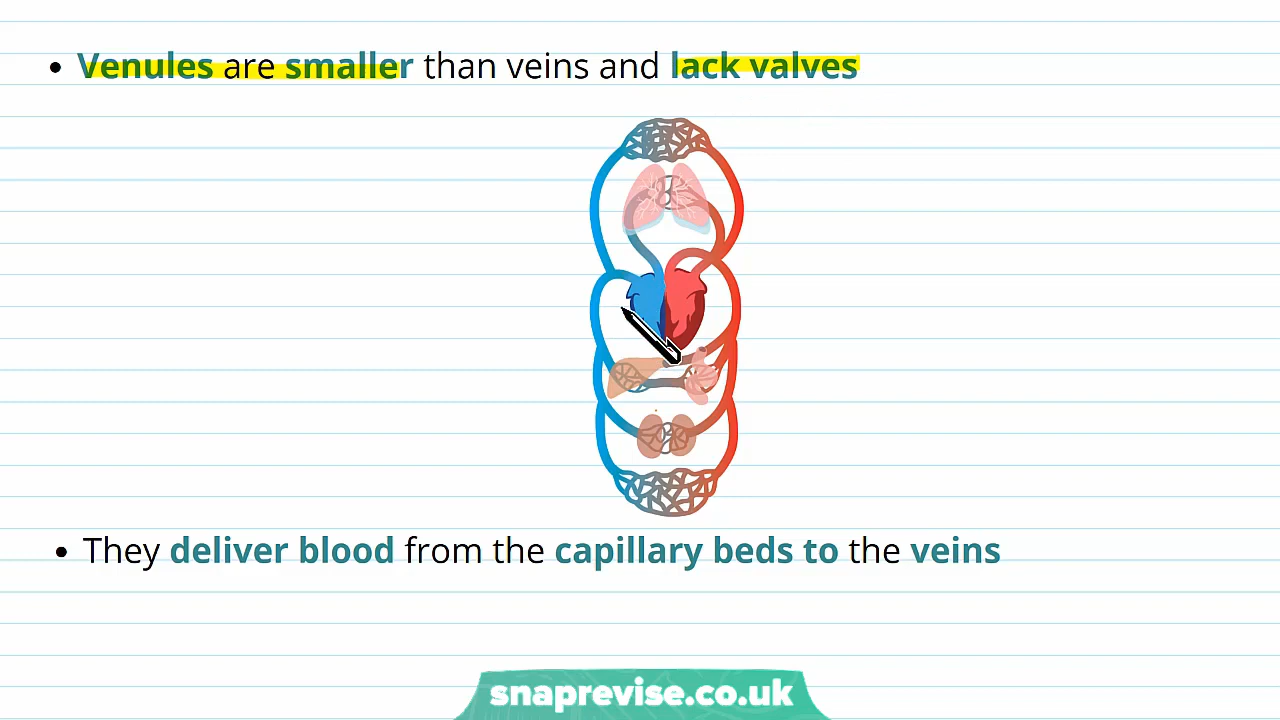 • Venules are smaller than veins and lack valves
• They deliver blood from the capillary beds to the veins
snaprevise.co.uk